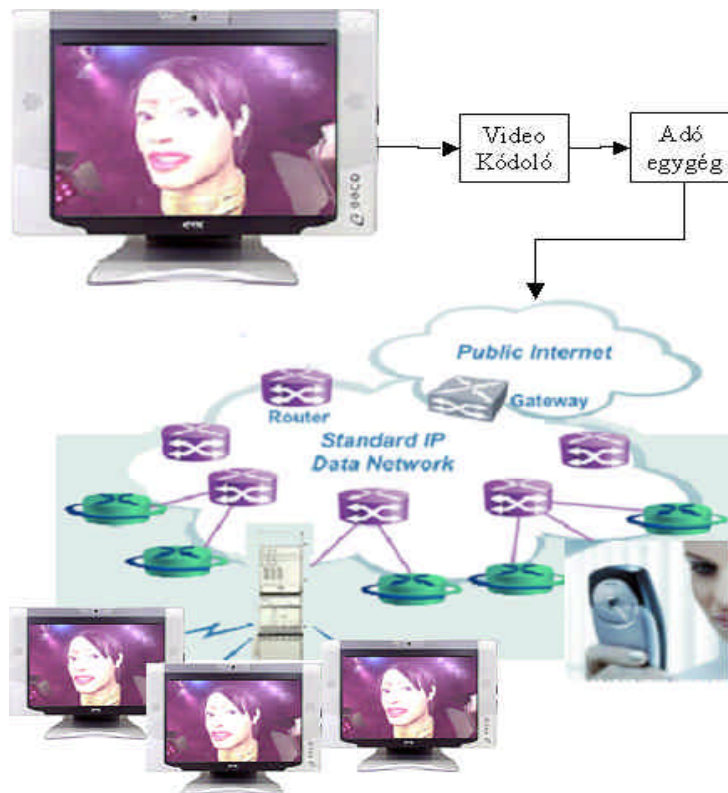 Video
Kódoló
Adó
egygég
Public Internet
Gateway
Router
Standard IP
Data Network